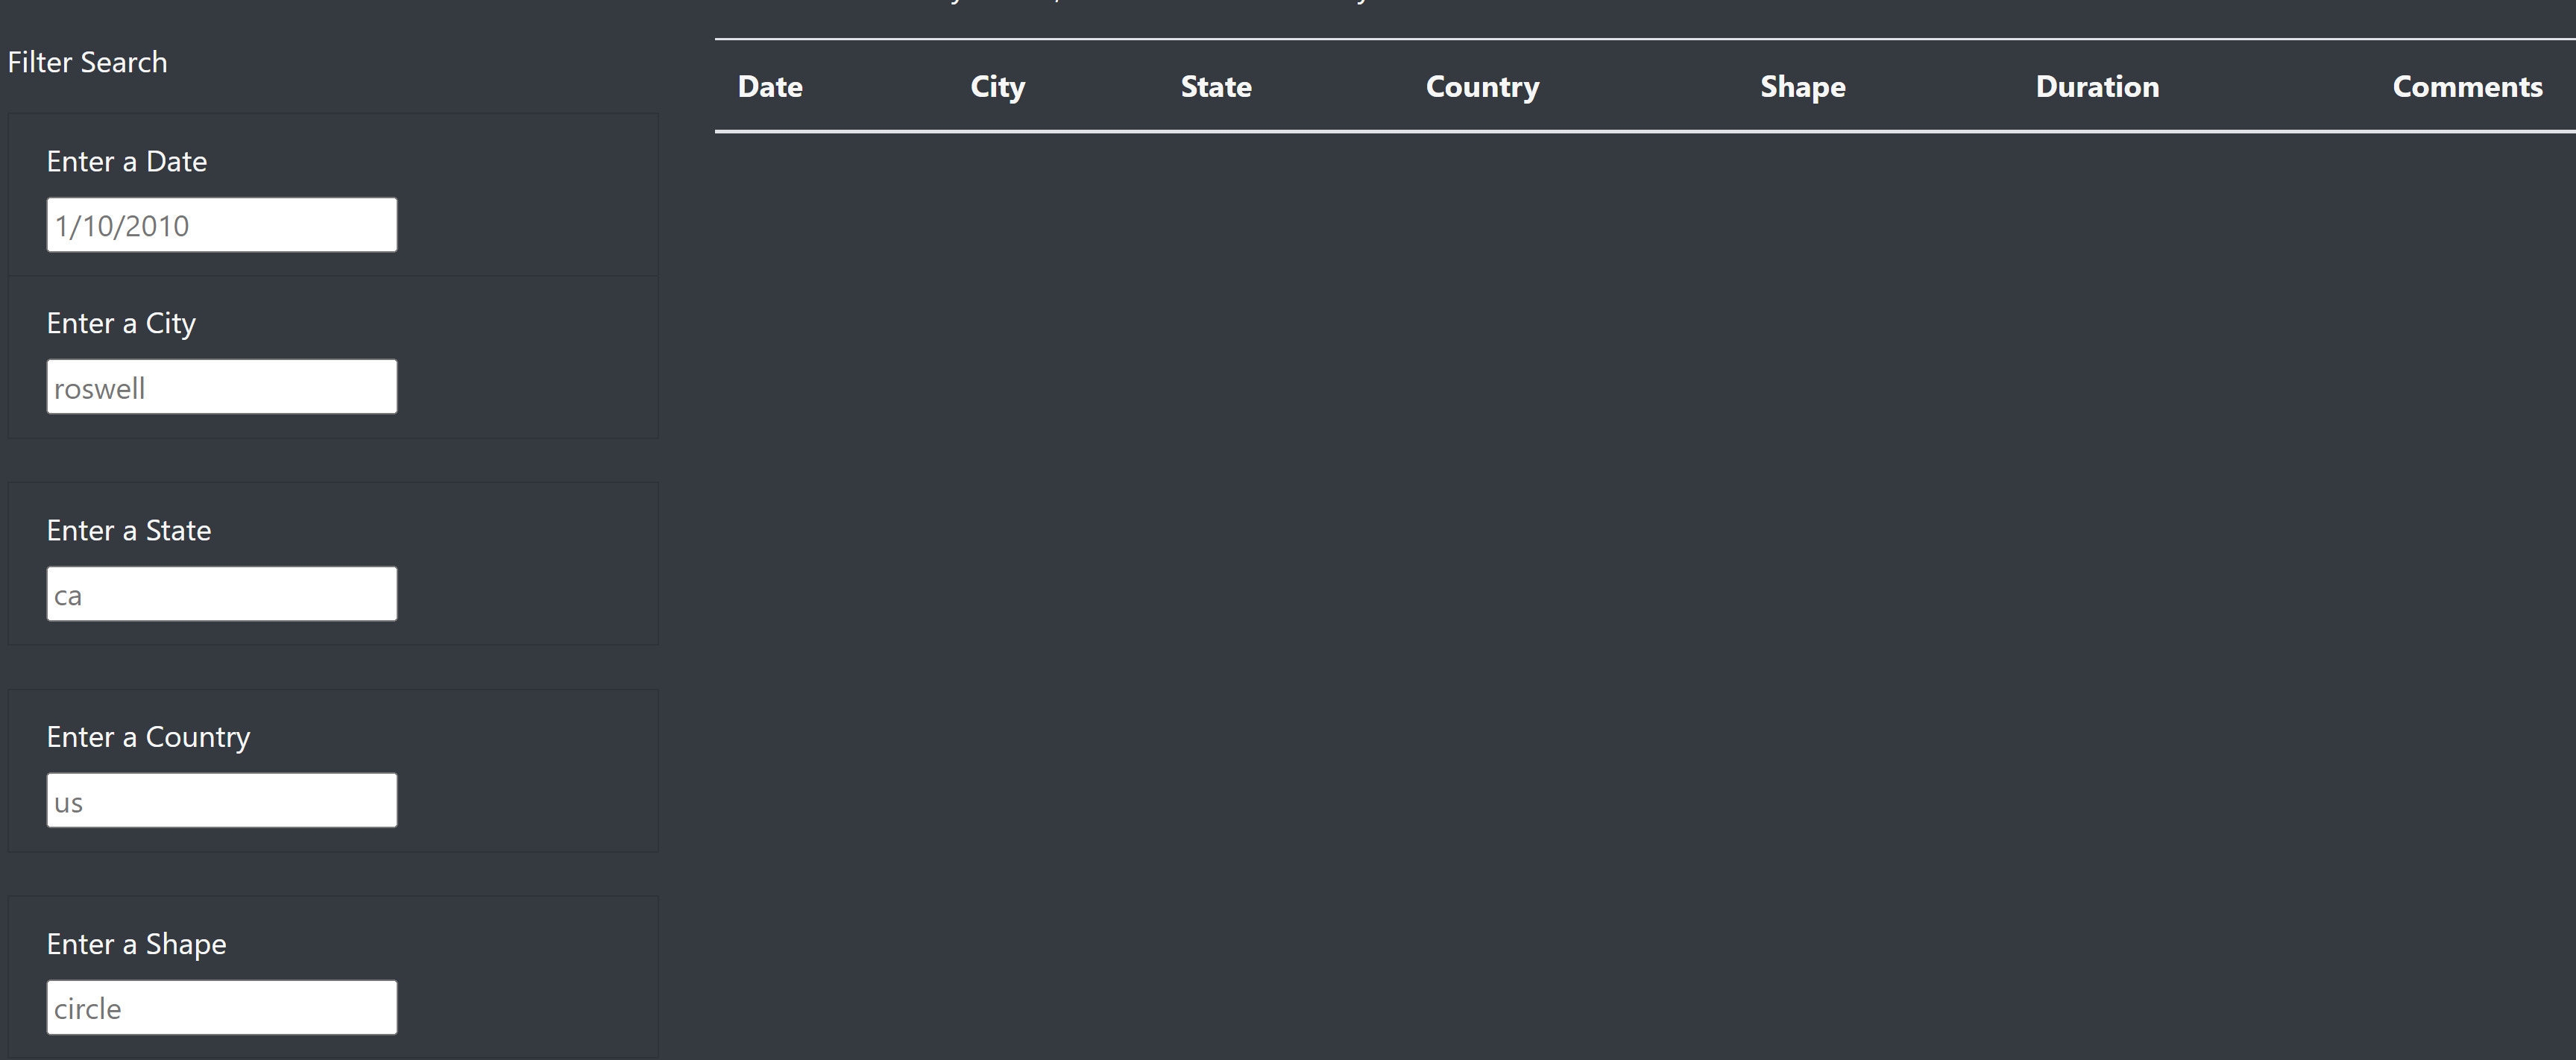 Filter Search
Date City State Country Shape Duration Comments
Enter a Date
1/10/2010
Enter a City
roswell
Enter a State
ca
Enter a Country
us
Enter a Shape
circle